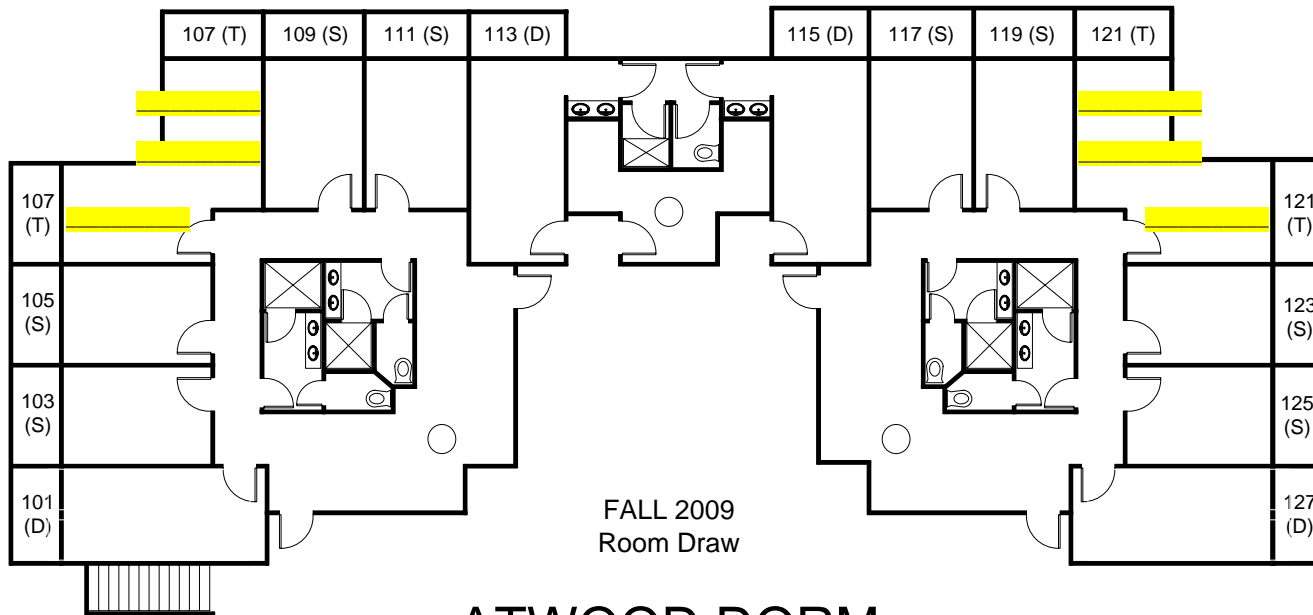 107 (T) 109 (S) 111 (S) 113 (D) 115 (D) 117 (S) 119 (S) 121 (T)
107
(T)
121
(T)
105
(S)
123
(S)
103
(S)
125
(S)
101
(D)
127
(D)
FALL 2009
Room Draw
ATWOOD DORM